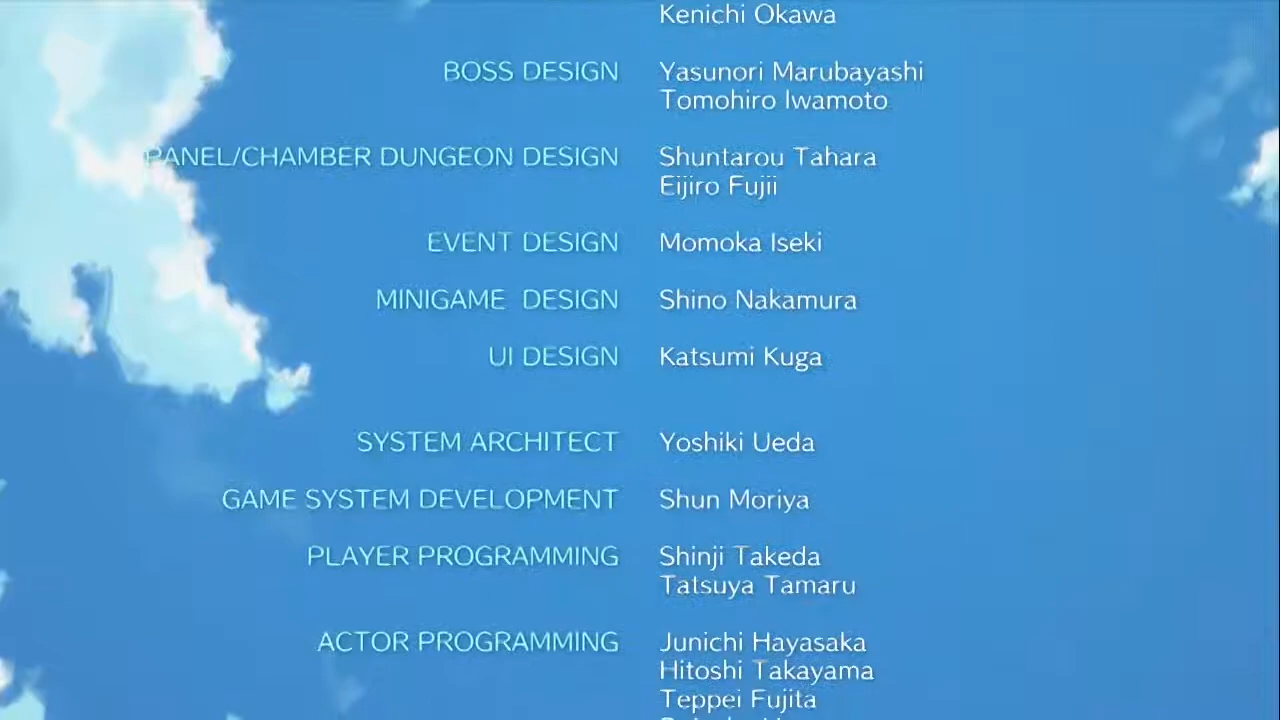 Kenichi Okawa
BOSS DESIGN Yasunori Marubayashi
Tomohiro Iwamoto
PANEL/CHAMBER DUNGEON DESIGN Shuntarou Tahara
Eijiro Fujii
EVENT DESIGN Momoka Iseki
MINIGAME DESIGN Shino Nakamura
UI DESIGN Katsumi Kuga
SYSTEM ARCHITECT Yoshiki Ueda
GAME SYSTEM DEVELOPMENT Shun Moriya
PLAYER PROGRAMMING Shinji Takeda
Tatsuya Tamaru
ACTOR PROGRAMMING Junichi Hayasaka
Hitoshi Takayama
Teppei Fujita